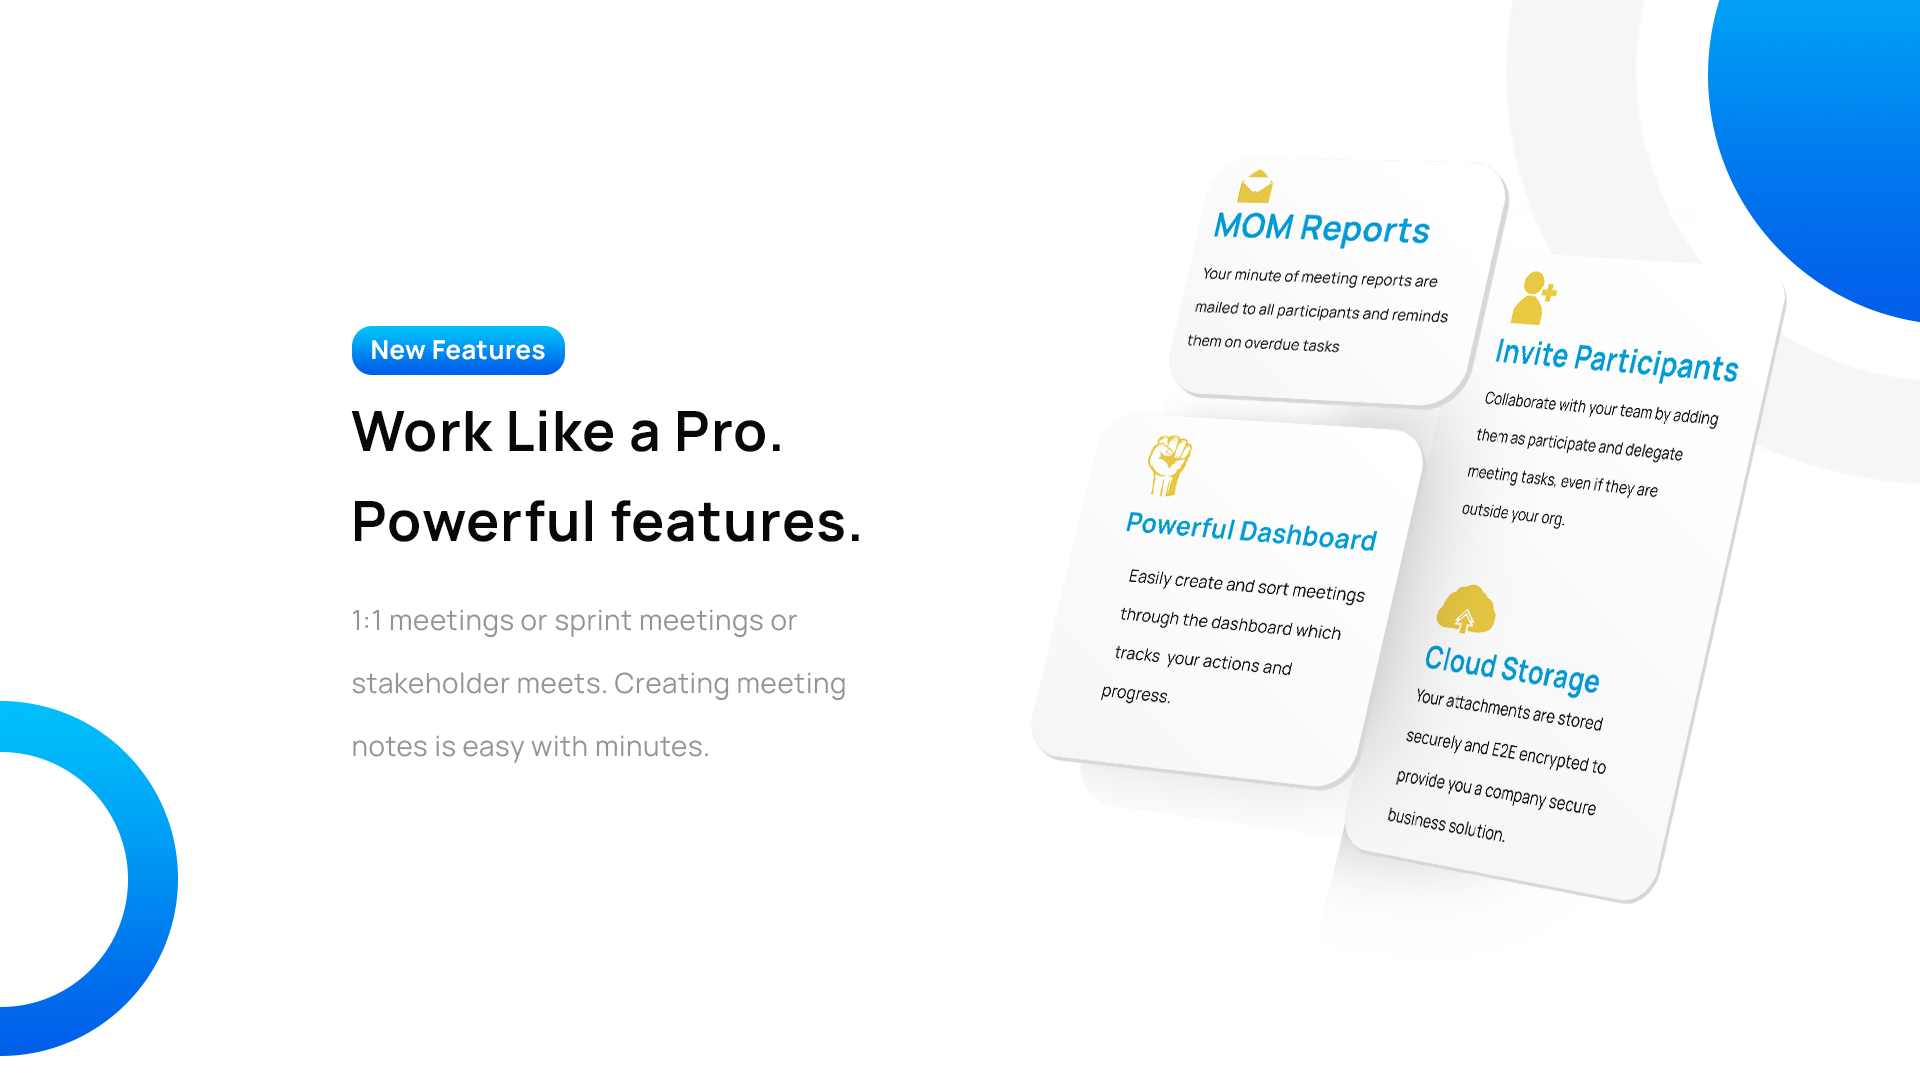 New Features
Work Like a Pro.
Powerful features.
1:1 meetings or sprint meetings or
stakeholder meets. Creating meeting
notes is easy with minutes.
MOM Reports
Your minute of meeting reports are
mailed to all participants and reminds
them on overdue tasks
Invite Participants
Collaborate with your team by adding
them as participate and delegate
meeting tasks, even if they are
outside your org.
Powerful Dashboard
Easily create and sort meetings
through the dashboard which
tracks your actions and
progress.
Cloud Storage
Your attachments are stored
securely and E2E encrypted to
provide you a company secure
business solution.